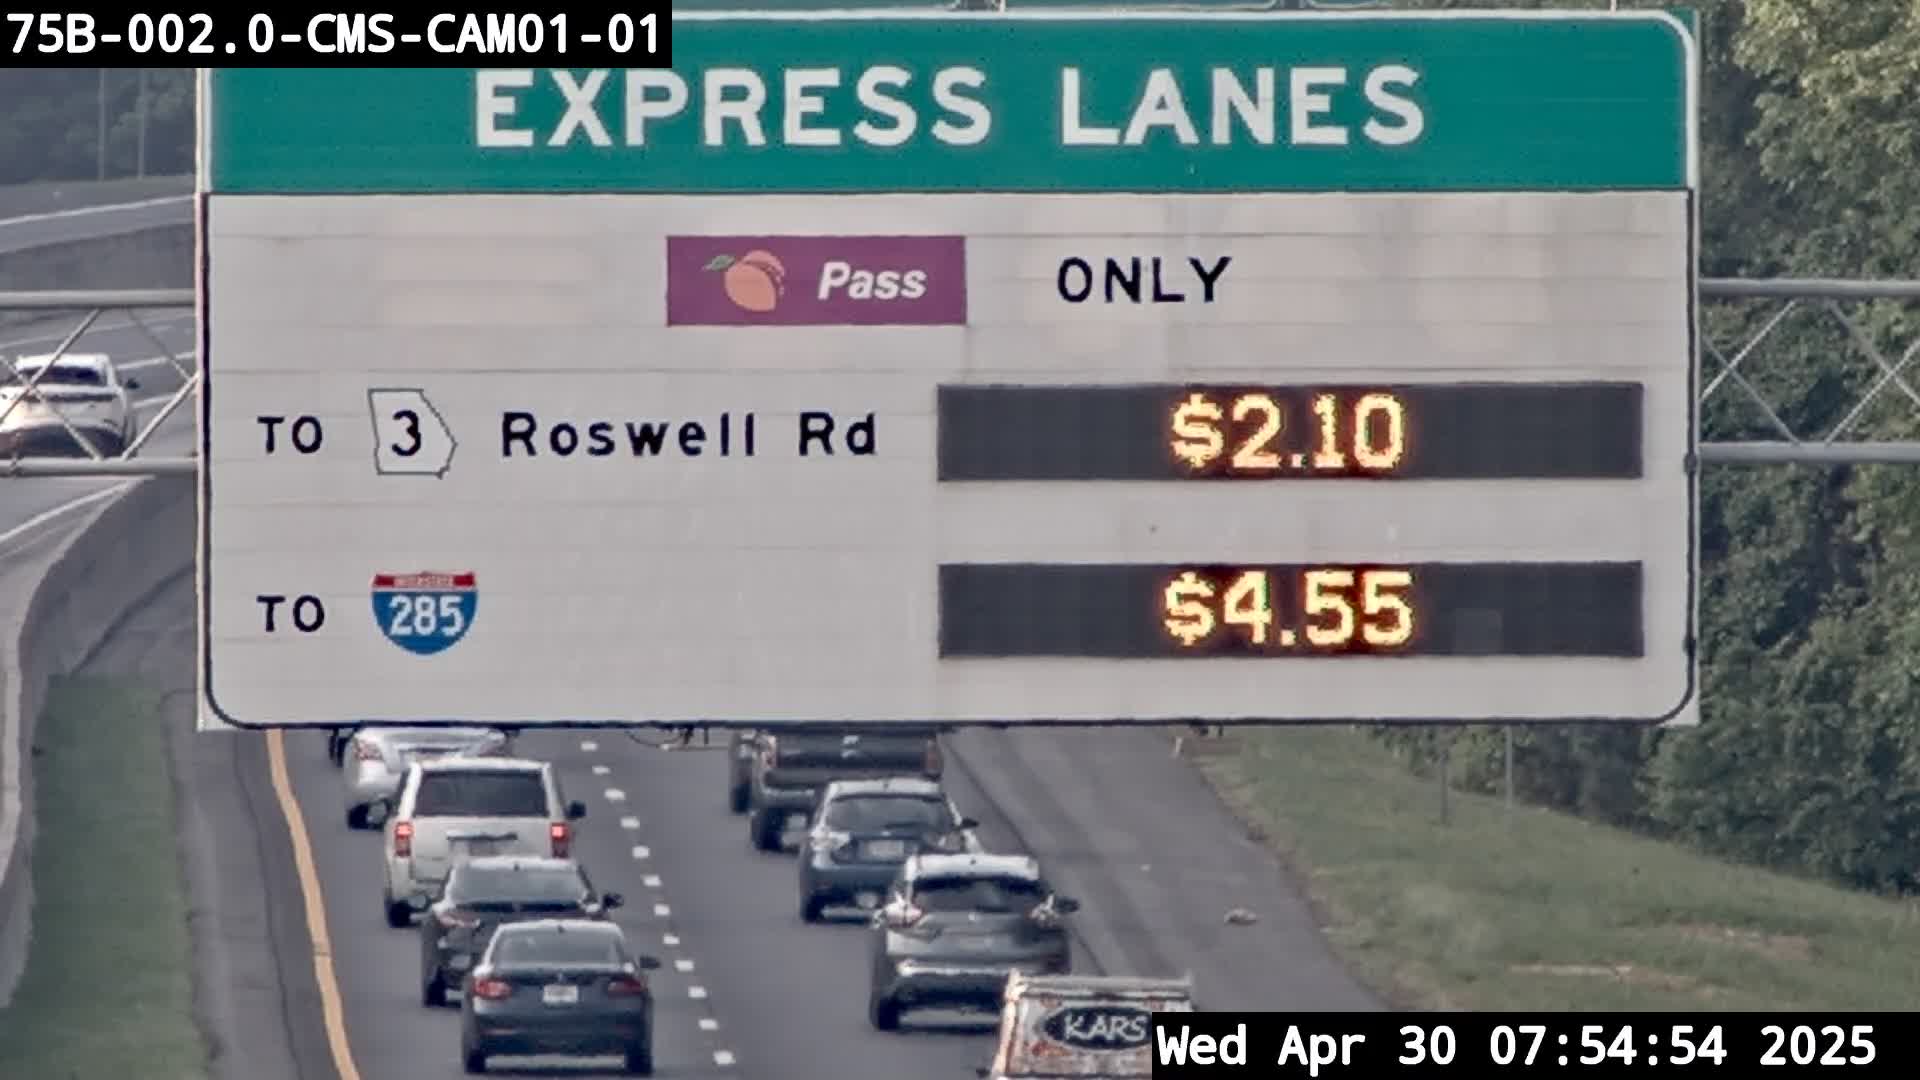 75B-002.0-CMS-CAM01-01
EXPRESS LANES
Pass ONLY
TO 3 Roswell Rd $2.10
INTERSTATE
TO 285 $4.55
KARS
Wed Apr 30 07:54:54 2025